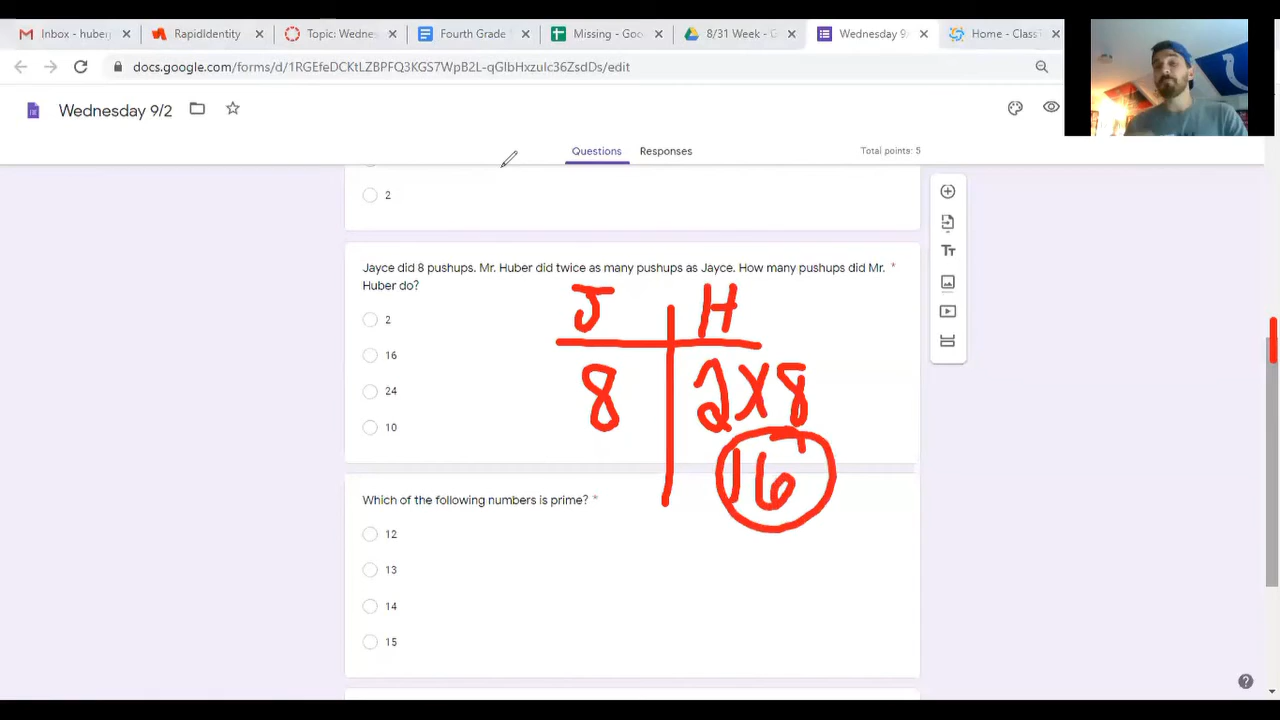 Inbox - huber
RapidIdentity
Topic: Wedne
Fourth Grade
Missing - Goo
8/31 Week - 
Wednesday 9
Home - Class
docs.google.com/forms/d/1RGEfeDCKtLZBPFQ3KGS7WpB2L-qGIbHxzulc36ZsdDs/edit
Wednesday 9/2
Questions
Responses
Total points: 5
2
Jayce did 8 pushups. Mr. Huber did twice as many pushups as Jayce. How many pushups did Mr. *
Huber do?
J H
2
16
8 2x8
24
10
16
Which of the following numbers is prime? *
12
13
14
15